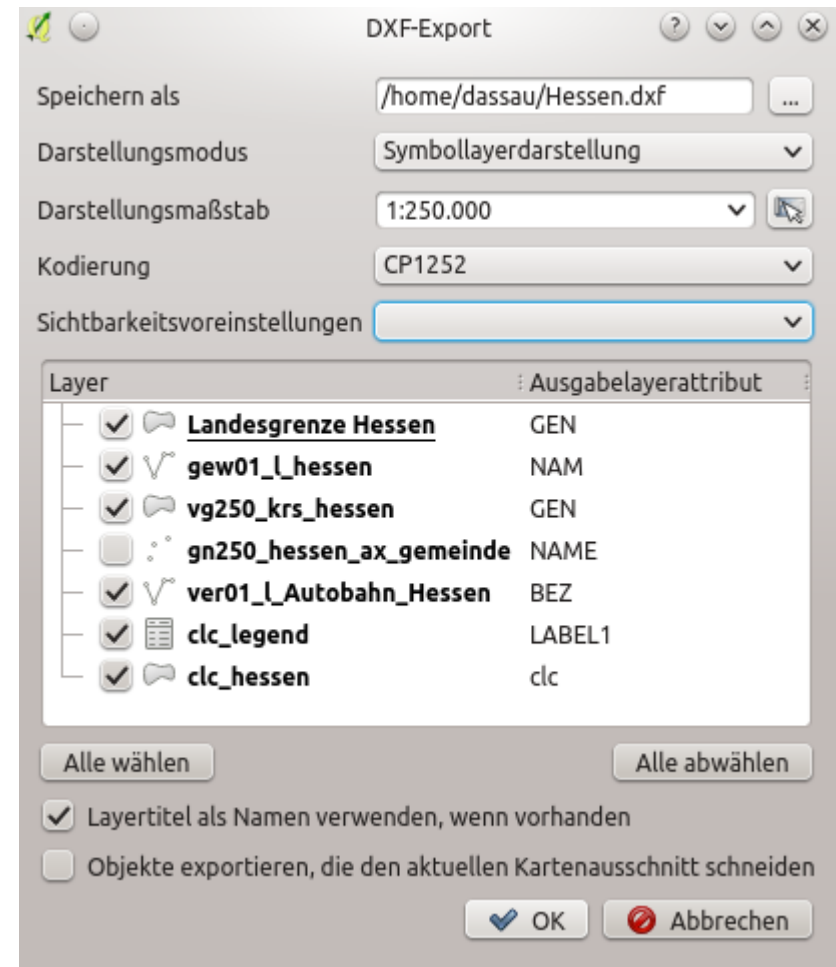 DXF-Export
Speichern als /home/dassau/Hessen.dxf ...
Darstellungsmodus Symbollayerdarstellung
Darstellungsmaßstab 1:250.000
Kodierung CP1252
Sichtbarkeitsvoreinstellungen
Layer Ausgabelayerattribut
Landesgrenze Hessen GEN
gew01_l_hessen NAM
vg250_krs_hessen GEN
gn250_hessen_ax_gemeinde NAME
ver01_l_Autobahn_Hessen BEZ
clc_legend LABEL1
clc_hessen clc
Alle wählen Alle abwählen
Layertitel als Namen verwenden, wenn vorhanden
Objekte exportieren, die den aktuellen Kartenausschnitt schneiden
OK Abbrechen